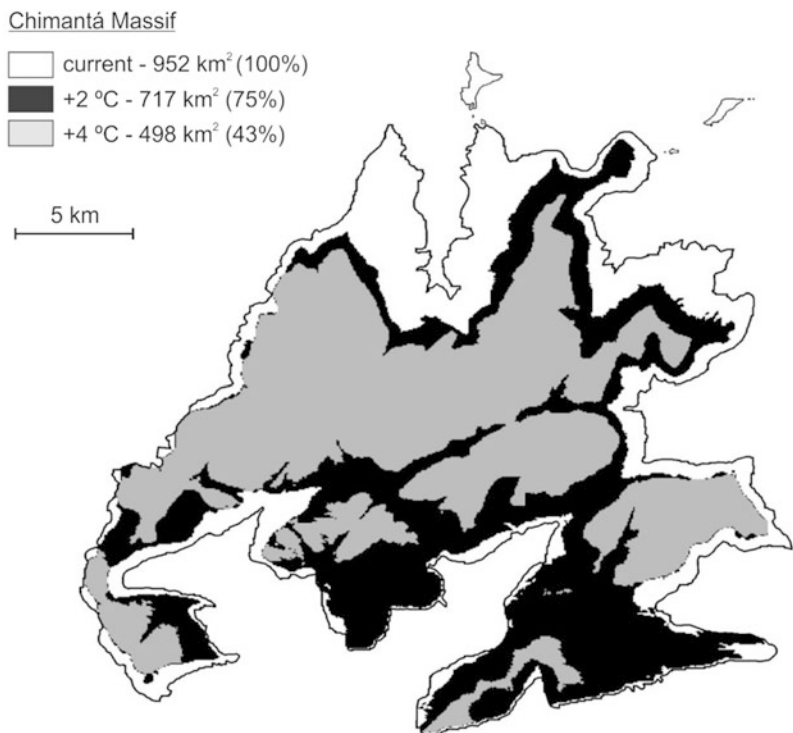 Chimantá Massif
current - 952 km² (100%)
+2 ºC - 717 km² (75%)
+4 ºC - 498 km² (43%)
5 km